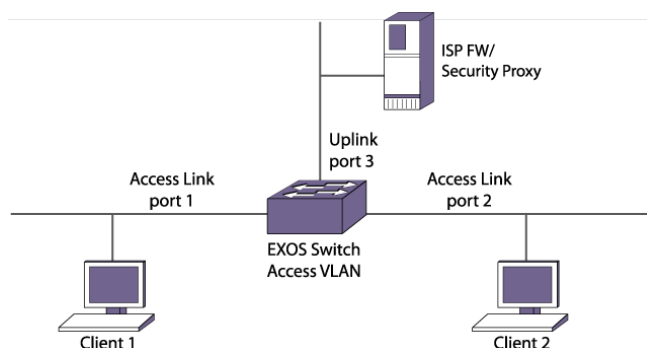 ISP FW/
Security Proxy
Uplink
port 3
Access Link
port 1
Access Link
port 2
EXOS Switch
Access VLAN
Client 1
Client 2